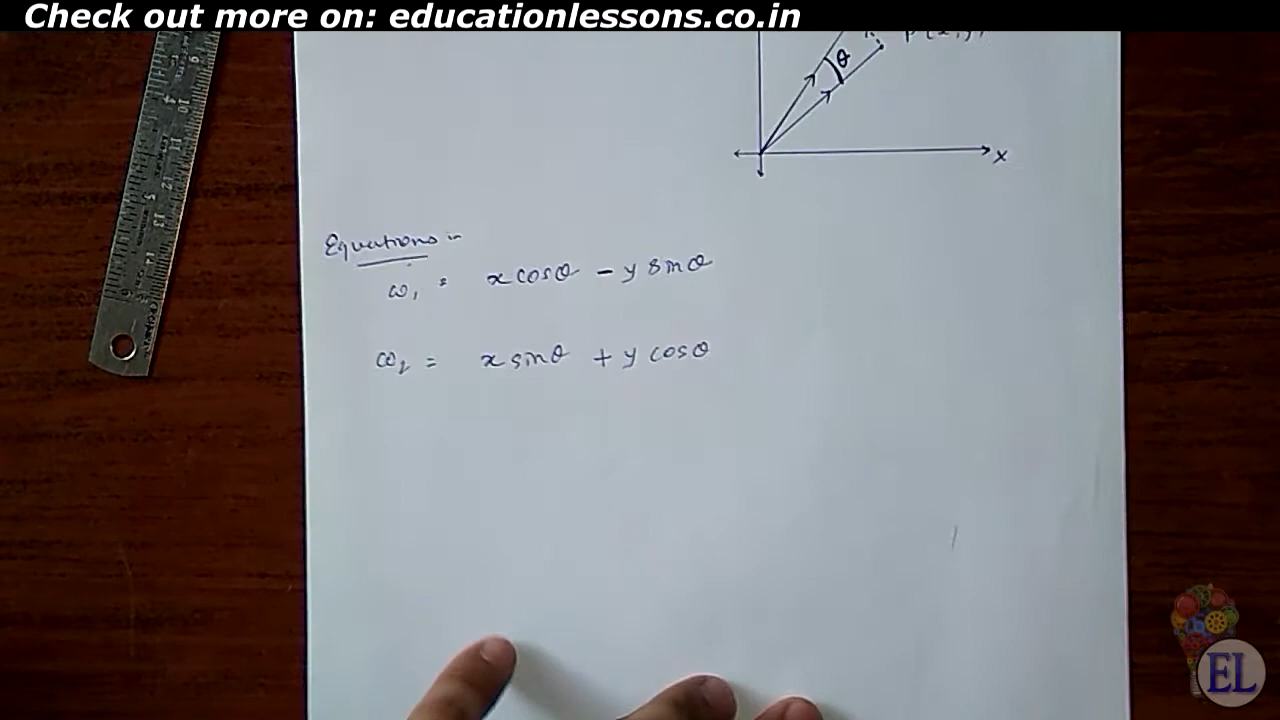 Check out more on: educationlessons.co.in
θ
x
Equations :-
ω₁ = x cosθ - y sinθ
ω₂ = x sinθ + y cosθ
EL